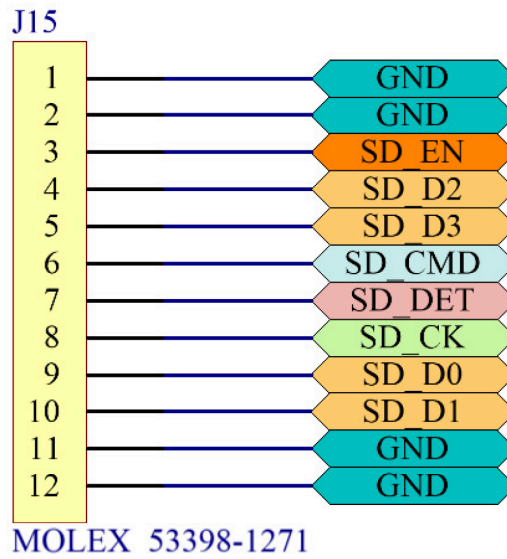 J15
1 GND
2 GND
3 SD_EN
4 SD_D2
5 SD_D3
6 SD_CMD
7 SD_DET
8 SD_CK
9 SD_D0
10 SD_D1
11 GND
12 GND
MOLEX 53398-1271